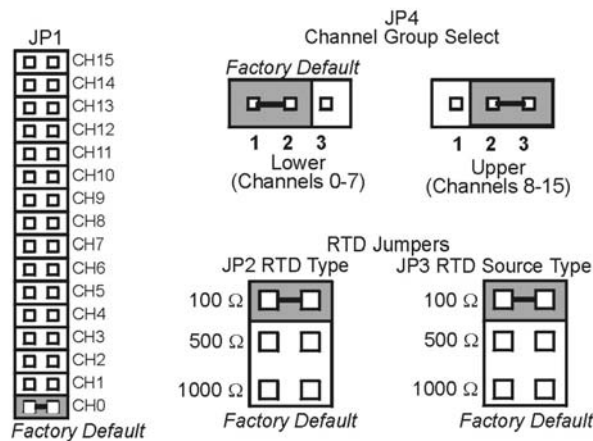 JP1
CH15
CH14
CH13
CH12
CH11
CH10
CH9
CH8
CH7
CH6
CH5
CH4
CH3
CH2
CH1
CH0
Factory Default
JP4
Channel Group Select
Factory Default
1 2 3
Lower
(Channels 0-7)
1 2 3
Upper
(Channels 8-15)
RTD Jumpers
JP2 RTD Type
100 Ω
500 Ω
1000 Ω
Factory Default
JP3 RTD Source Type
100 Ω
500 Ω
1000 Ω
Factory Default